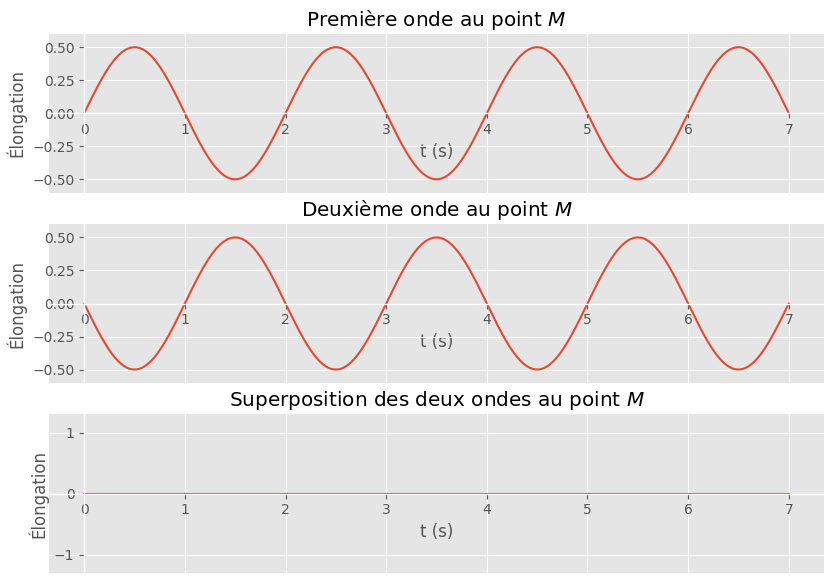 Première onde au point M
Élongation
0.50
0.25
0.00
−0.25
−0.50
0 1 2 3 4 5 6 7
t (s)
Deuxième onde au point M
Élongation
0.50
0.25
0.00
−0.25
−0.50
0 1 2 3 4 5 6 7
t (s)
Superposition des deux ondes au point M
Élongation
1
0
−1
0 1 2 3 4 5 6 7
t (s)